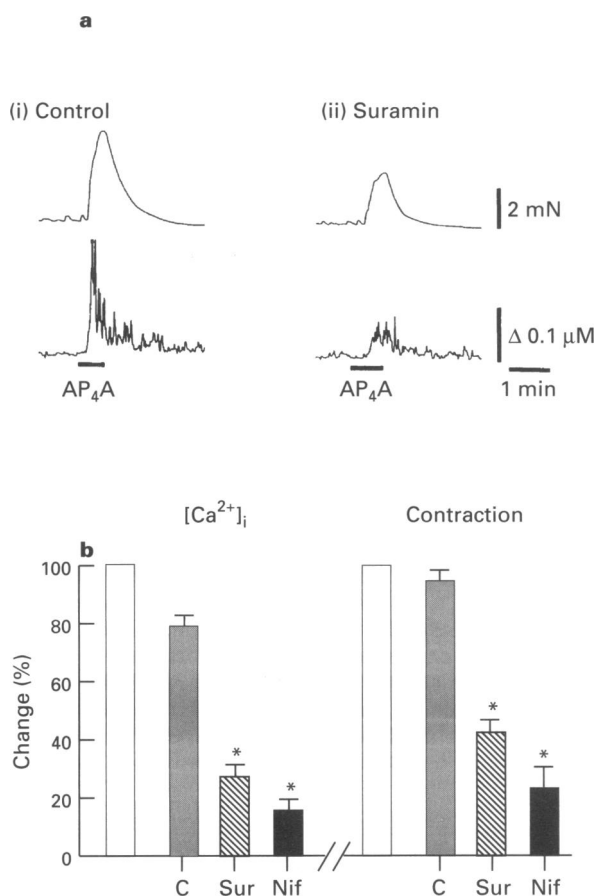 a
(i) Control
(ii) Suramin
2 mN
Δ 0.1 μM
AP₄A
AP₄A
1 min
[Ca²⁺]ᵢ
Contraction
b
100
80
60
40
20
0
Change (%)
*
*
*
*
C Sur Nif
C Sur Nif